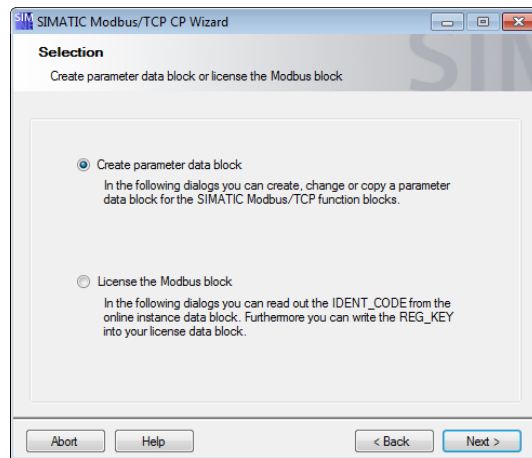 SIM SIMATIC Modbus/TCP CP Wizard
Selection
Create parameter data block or license the Modbus block
Create parameter data block
In the following dialogs you can create, change or copy a parameter
data block for the SIMATIC Modbus/TCP function blocks.
License the Modbus block
In the following dialogs you can read out the IDENT_CODE from the
online instance data block. Furthermore you can write the REG_KEY
into your license data block.
Abort Help < Back Next >